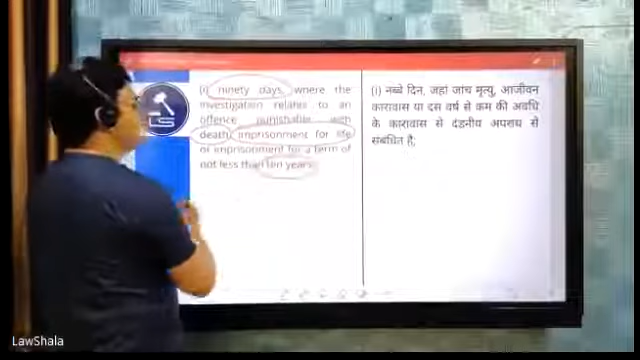 (i) ninety days, where the
investigation relates to an
offence punishable with
death, imprisonment for life
or imprisonment for a term of
not less than ten years;
(i) नब्बे दिन, जहां जांच मृत्यु, आजीवन
कारावास या दस वर्ष से कम की अवधि
के कारावास से दंडनीय अपराध से
संबंधित है;
LS
LawShala